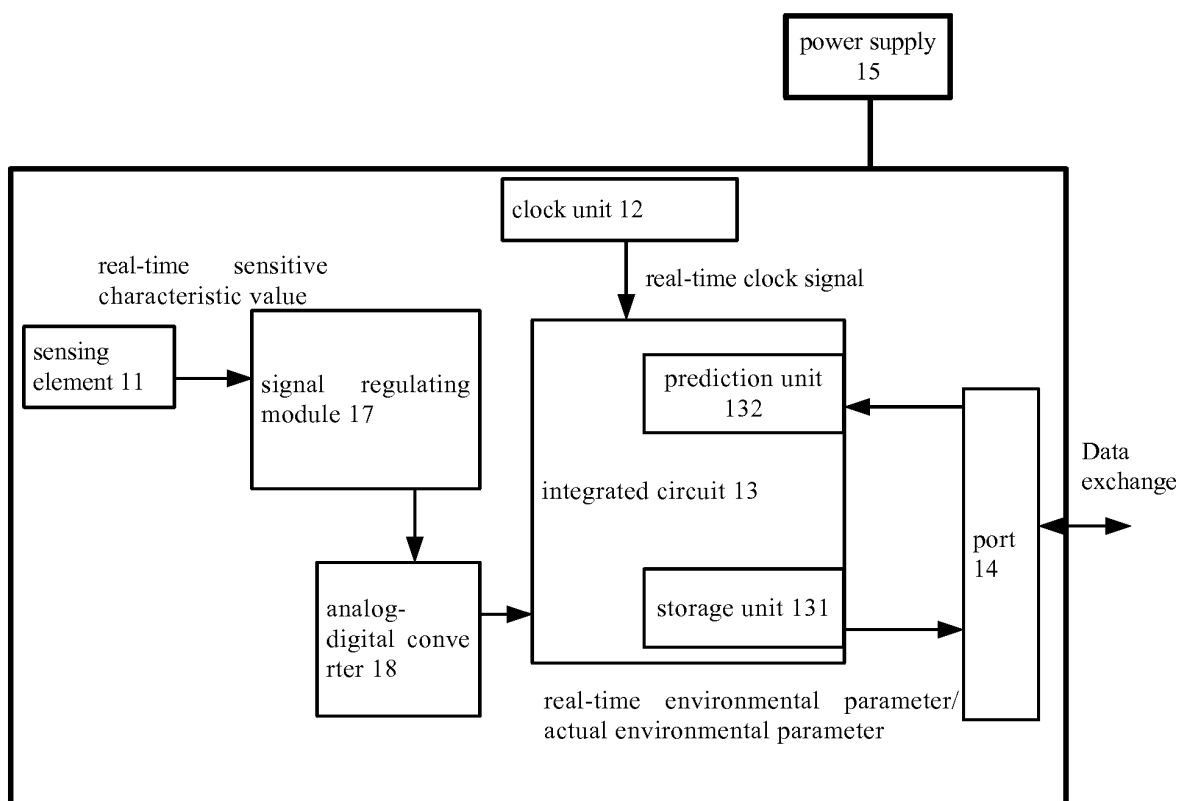 power supply
15
clock unit 12
real-time sensitive
characteristic value
real-time clock signal
sensing
element 11
signal regulating
module 17
prediction unit
132
integrated circuit 13
Data
exchange
port
14
analog-
digital conve
rter 18
storage unit 131
real-time environmental parameter/
actual environmental parameter